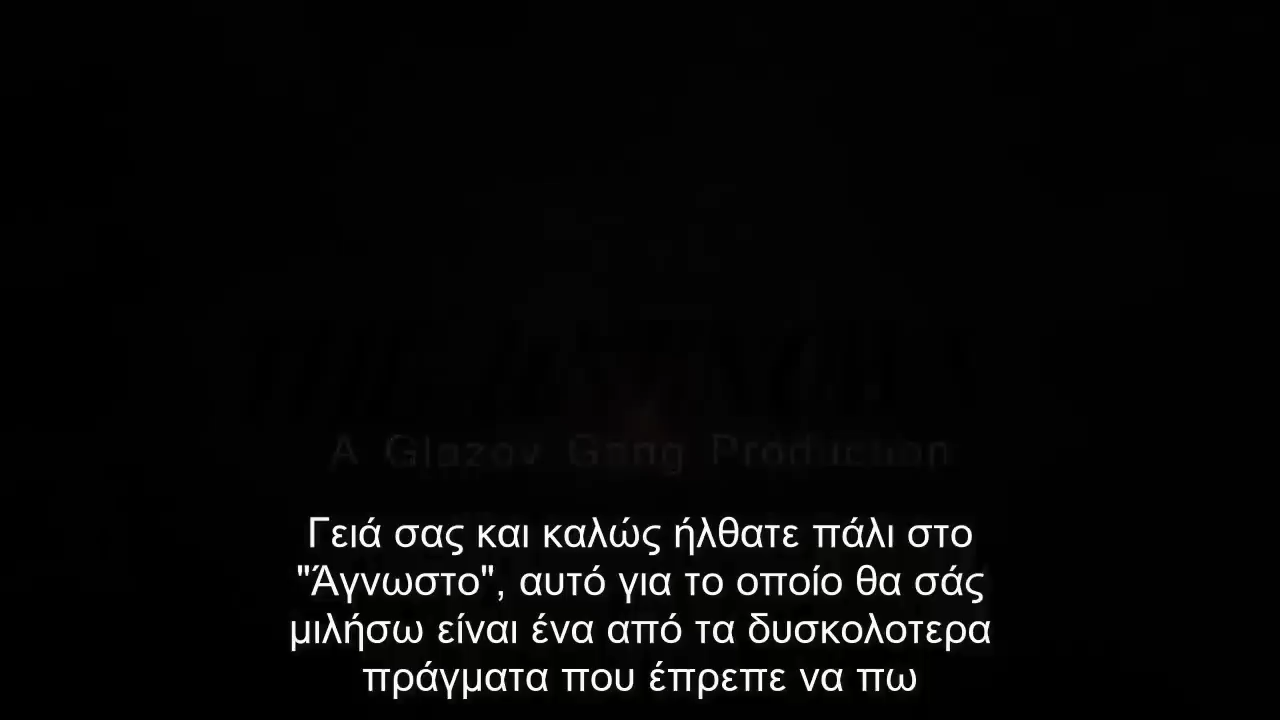 A Glazov Gang Production
Γειά σας και καλώς ήλθατε πάλι στο
"Άγνωστο", αυτό για το οποίο θα σάς
μιλήσω είναι ένα από τα δυσκολοτερα
πράγματα που έπρεπε να πω